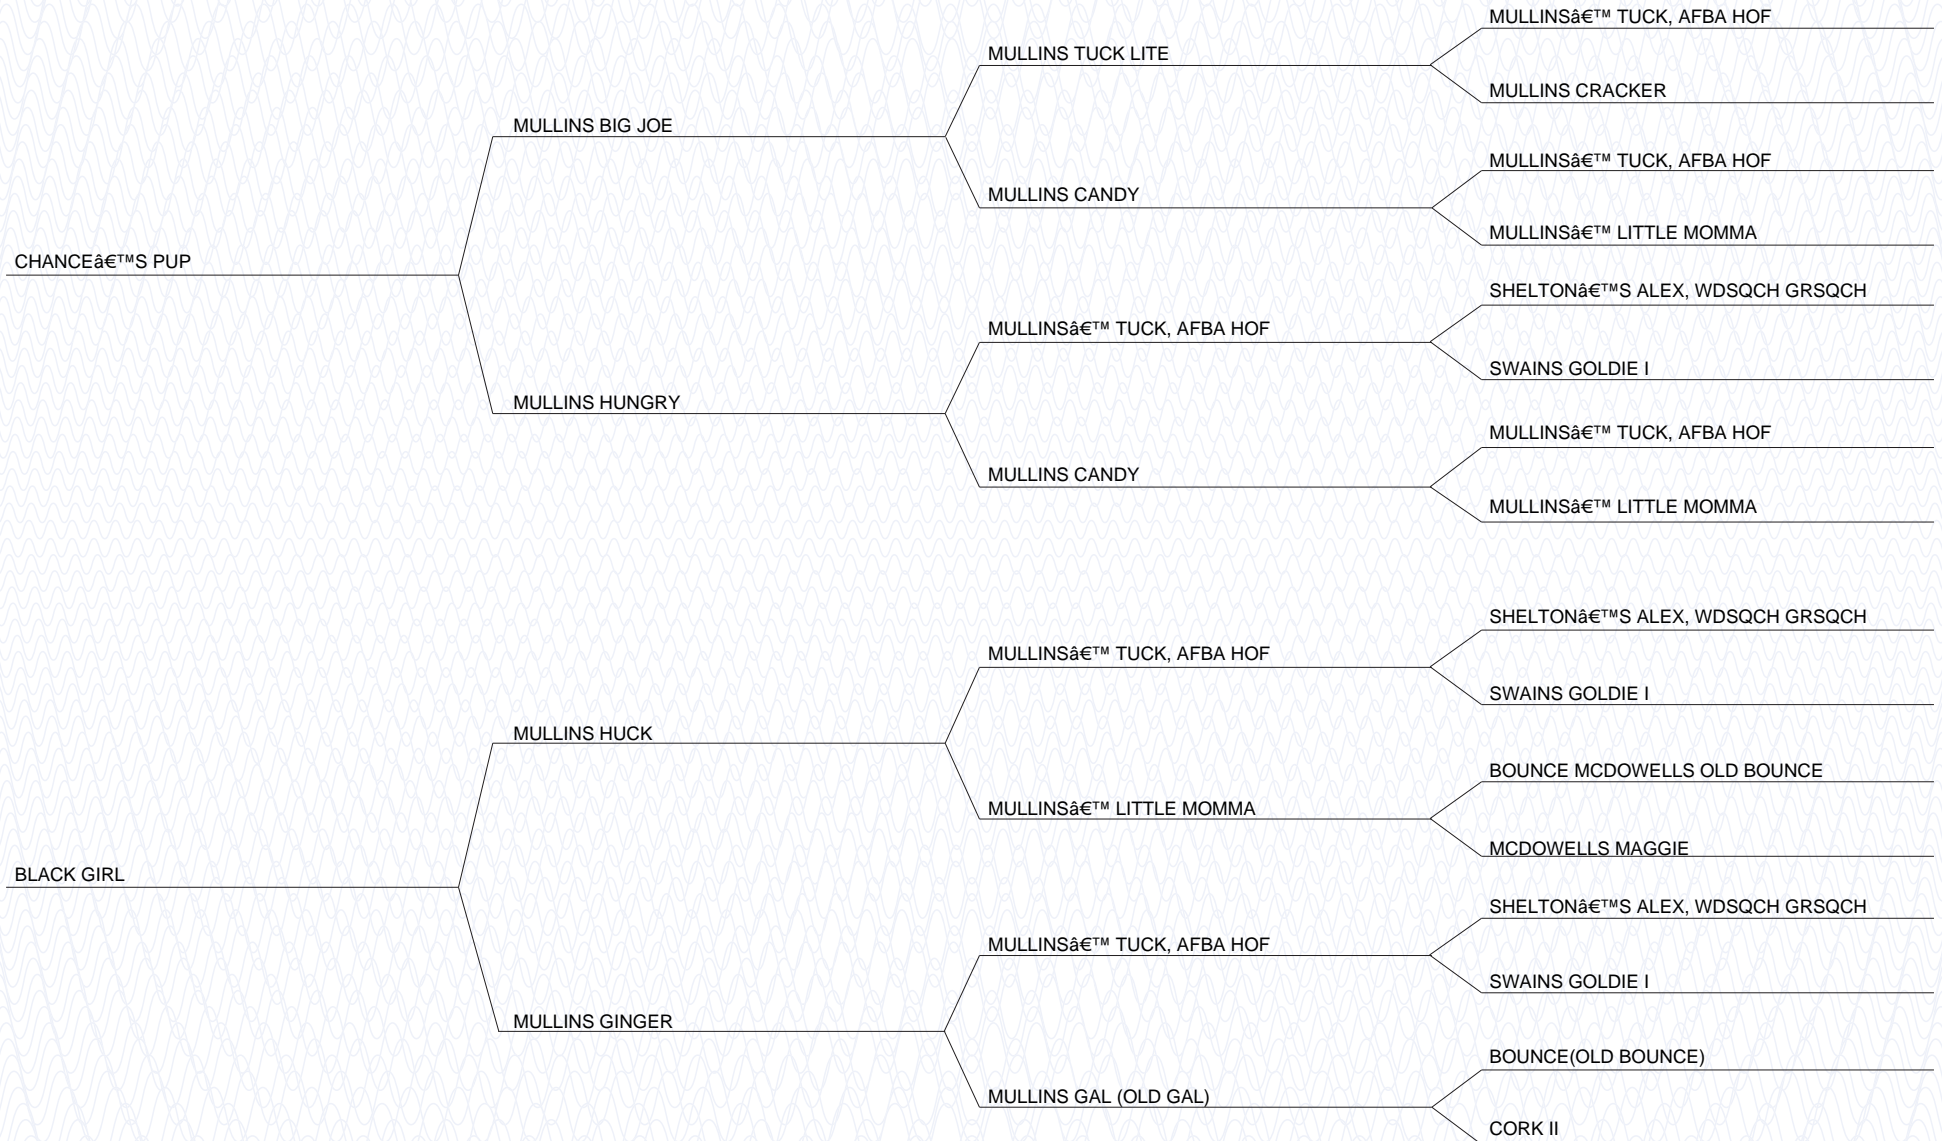 MULLINSâ€™ TUCK, AFBA HOF
MULLINS TUCK LITE
MULLINS CRACKER
MULLINS BIG JOE
MULLINSâ€™ TUCK, AFBA HOF
MULLINS CANDY
MULLINSâ€™ LITTLE MOMMA
CHANCEâ€™S PUP
SHELTONâ€™S ALEX, WDSQCH GRSQCH
MULLINSâ€™ TUCK, AFBA HOF
SWAINS GOLDIE I
MULLINS HUNGRY
MULLINSâ€™ TUCK, AFBA HOF
MULLINS CANDY
MULLINSâ€™ LITTLE MOMMA
SHELTONâ€™S ALEX, WDSQCH GRSQCH
MULLINSâ€™ TUCK, AFBA HOF
SWAINS GOLDIE I
MULLINS HUCK
BOUNCE MCDOWELLS OLD BOUNCE
MULLINSâ€™ LITTLE MOMMA
MCDOWELLS MAGGIE
BLACK GIRL
SHELTONâ€™S ALEX, WDSQCH GRSQCH
MULLINSâ€™ TUCK, AFBA HOF
SWAINS GOLDIE I
MULLINS GINGER
BOUNCE(OLD BOUNCE)
MULLINS GAL (OLD GAL)
CORK II